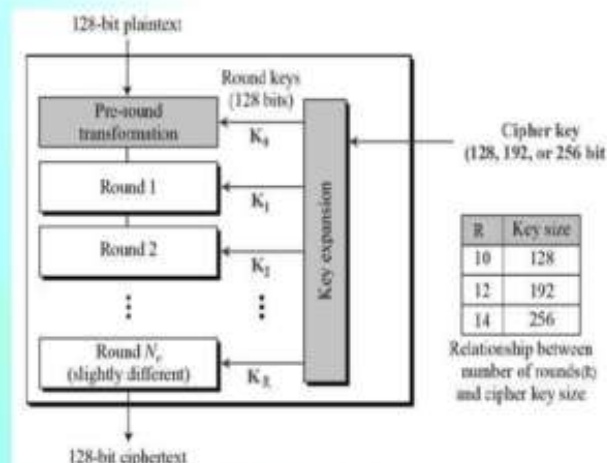 128-bit plaintext
Round keys
(128 bits)
Pre-round
transformation
K₀
Cipher key
(128, 192, or 256 bit
Round 1
K₁
Round 2
K₂
Key expansion
Round Nᵣ
(slightly different)
K R
128-bit ciphertext
R Key size
10 128
12 192
14 256
Relationship between
number of rounds(R)
and cipher key size